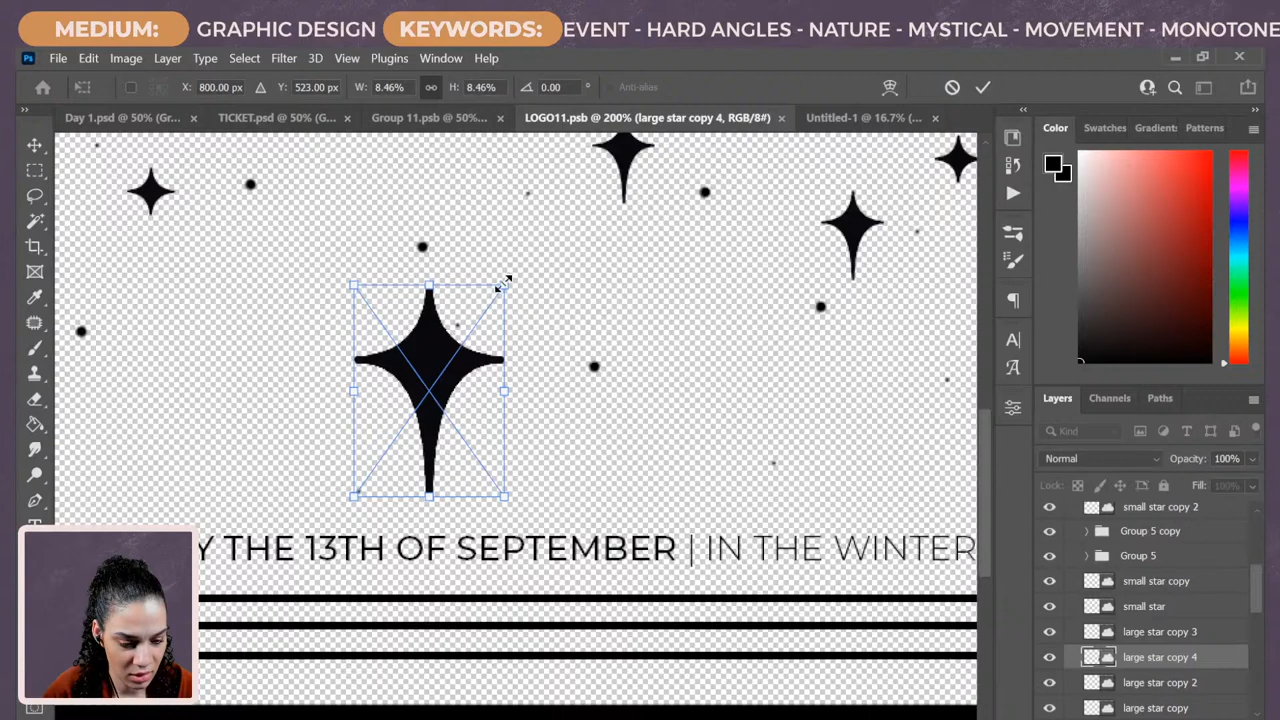 MEDIUM: GRAPHIC DESIGN KEYWORDS: EVENT - HARD ANGLES - NATURE - MYSTICAL - MOVEMENT - MONOTONE
Ps File Edit Image Layer Type Select Filter 3D View Plugins Window Help
X: 800.00 px Y: 523.00 px W: 8.46% H: 8.46% 0.00 ° Anti-alias
Day 1.psd @ 50% (Gr... × TICKET.psd @ 50% (G... × Group 11.psb @ 50%... × LOGO11.psb @ 200% (large star copy 4, RGB/8#) × Untitled-1 @ 16.7% (... ×
Color Swatches Gradients Patterns
Layers Channels Paths
Kind
Normal Opacity: 100%
Lock: Fill: 100%
small star copy 2
Group 5 copy
Group 5
small star copy
small star
large star copy 3
large star copy 4
large star copy 2
large star copy
Y THE 13TH OF SEPTEMBER | IN THE WINTER